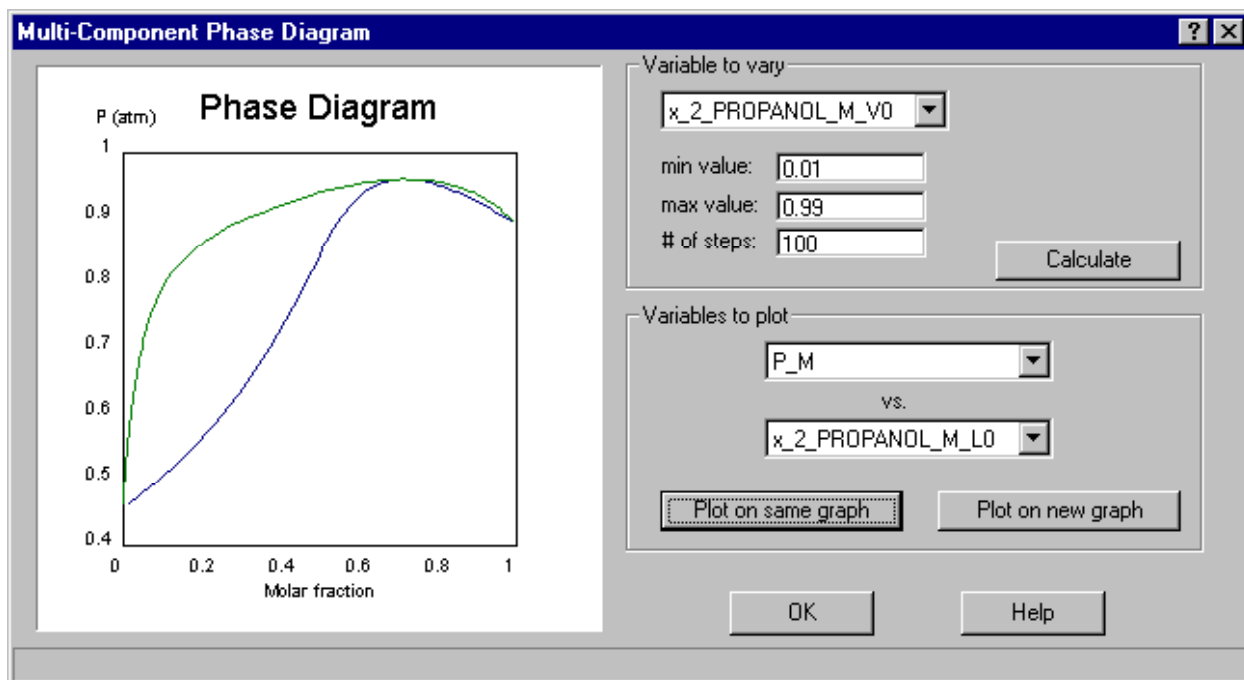 Multi-Component Phase Diagram
? X
Phase Diagram
P (atm)
1
0.9
0.8
0.7
0.6
0.5
0.4
0 0.2 0.4 0.6 0.8 1
Molar fraction
Variable to vary
x_2_PROPANOL_M_V0
min value: 0.01
max value: 0.99
# of steps: 100
Calculate
Variables to plot
P_M
vs.
x_2_PROPANOL_M_L0
Plot on same graph Plot on new graph
OK Help